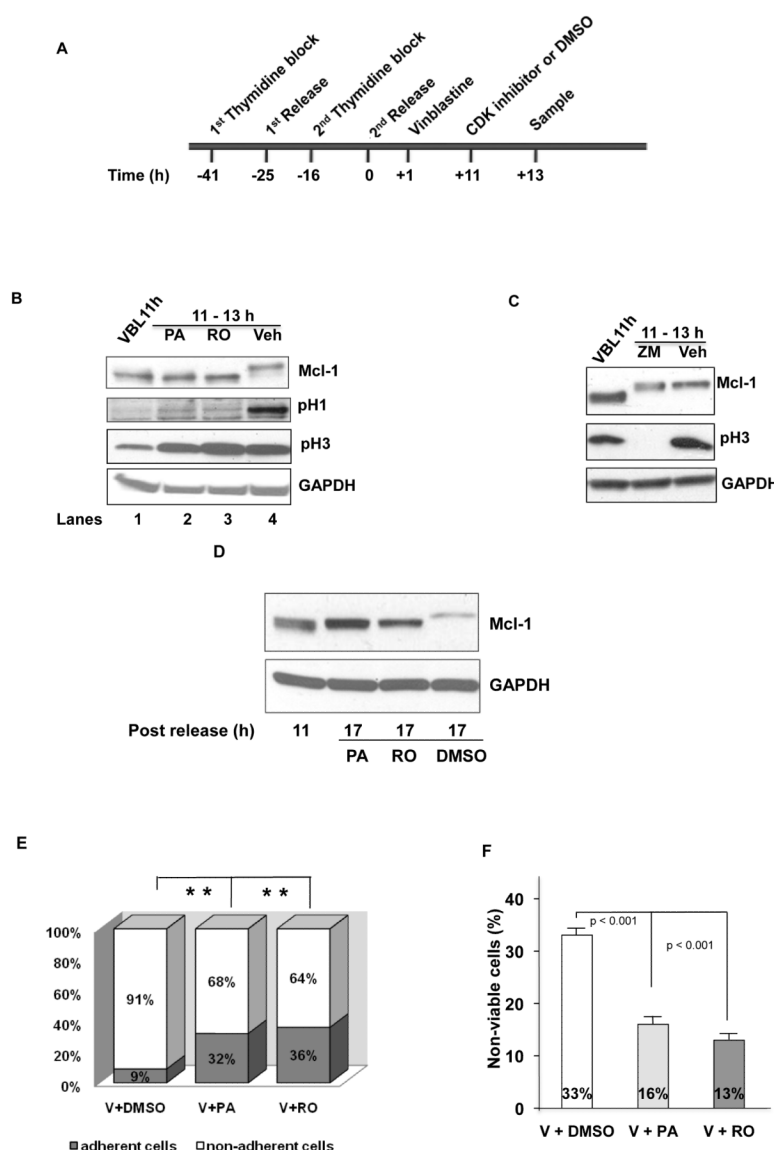 A
1st Thymidine block
1st Release
2nd Thymidine block
2nd Release
Vinblastine
CDK inhibitor or DMSO
Sample
Time (h) -41 -25 -16 0 +1 +11 +13
B
VBL11h
11 - 13 h
PA RO Veh
Mcl-1
pH1
pH3
GAPDH
Lanes 1 2 3 4
C
VBL11h
11 - 13 h
ZM Veh
Mcl-1
pH3
GAPDH
D
Mcl-1
GAPDH
Post release (h) 11 17 17 17
PA RO DMSO
E
* * * *
100%
80%
60%
40%
20%
0%
91% 68% 64%
9% 32% 36%
V+DMSO V+PA V+RO
adherent cells non-adherent cells
F
Non-viable cells (%)
40
30
20
10
0
p < 0.001
p < 0.001
33% 16% 13%
V + DMSO V + PA V + RO